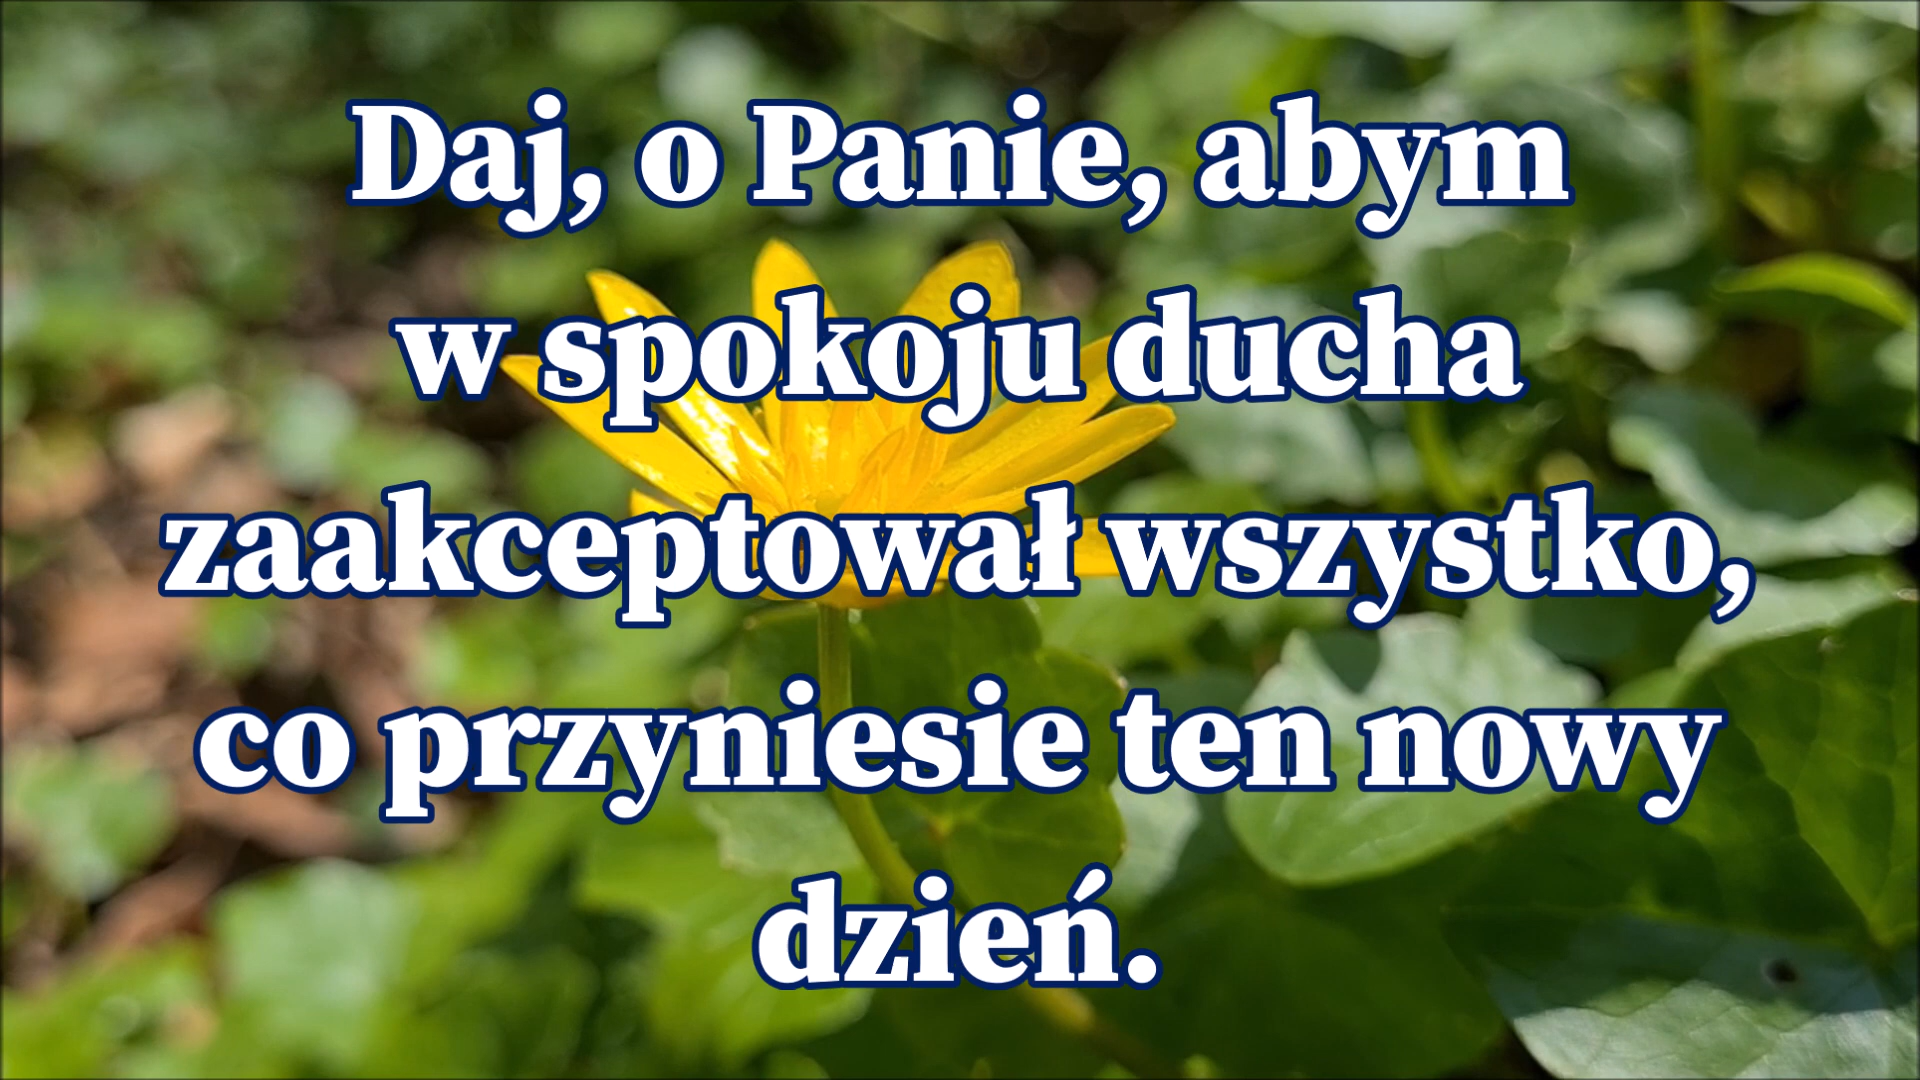 Daj, o Panie, abym
w spokoju ducha
zaakceptował wszystko,
co przyniesie ten nowy
dzień.